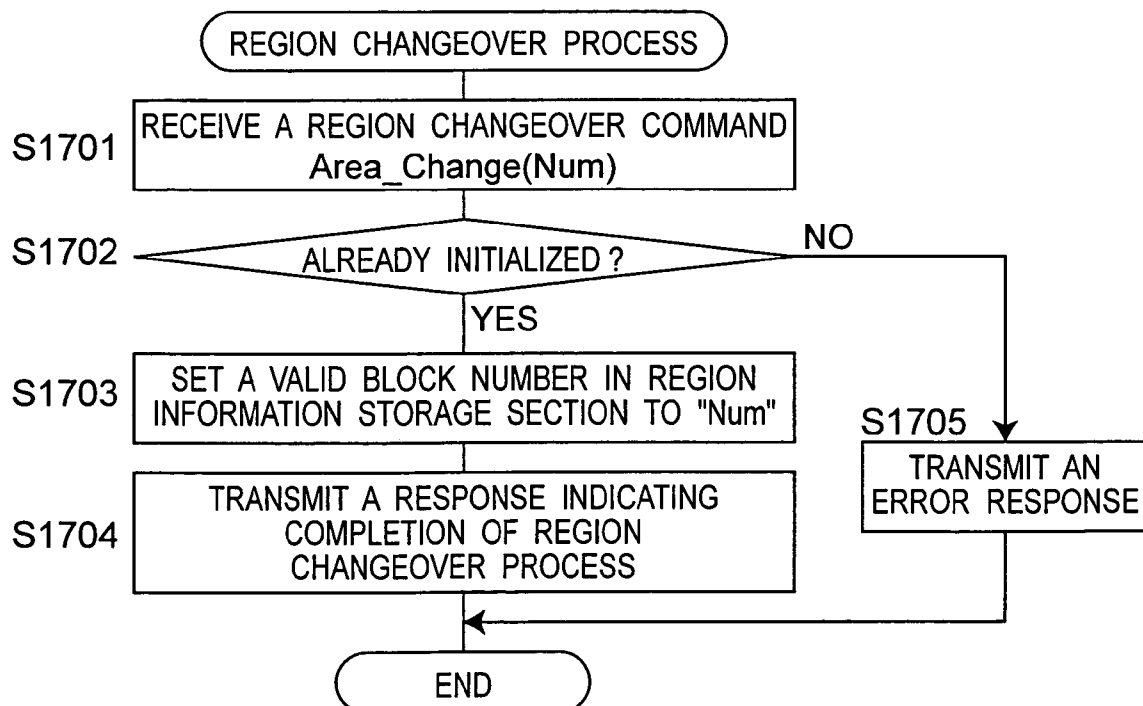 REGION CHANGEOVER PROCESS
S1701
RECEIVE A REGION CHANGEOVER COMMAND
Area_Change(Num)
S1702
ALREADY INITIALIZED ?
NO
YES
S1703
SET A VALID BLOCK NUMBER IN REGION
INFORMATION STORAGE SECTION TO "Num"
S1705
TRANSMIT AN
ERROR RESPONSE
S1704
TRANSMIT A RESPONSE INDICATING
COMPLETION OF REGION
CHANGEOVER PROCESS
END